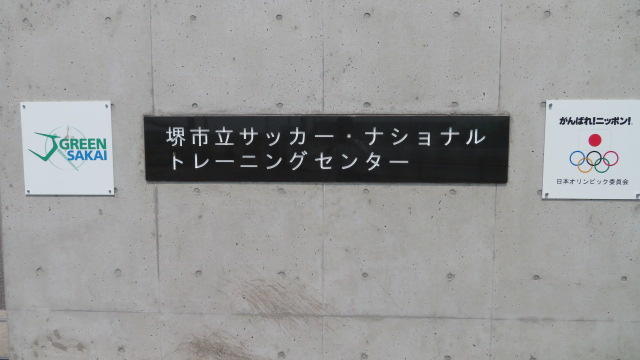 J GREEN
SAKAI
堺市立サッカー・ナショナル
トレーニングセンター
がんばれ!ニッポン!
日本オリンピック委員会